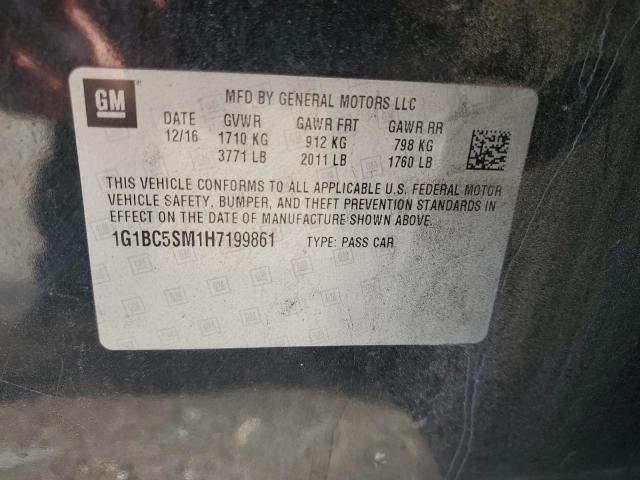 GM
MFD BY GENERAL MOTORS LLC
DATE GVWR GAWR FRT GAWR RR
12/16 1710 KG 912 KG 798 KG
3771 LB 2011 LB 1760 LB
THIS VEHICLE CONFORMS TO ALL APPLICABLE U.S. FEDERAL MOTOR
VEHICLE SAFETY, BUMPER, AND THEFT PREVENTION STANDARDS IN
EFFECT ON THE DATE OF MANUFACTURE SHOWN ABOVE.
1G1BC5SM1H7199861 TYPE: PASS CAR